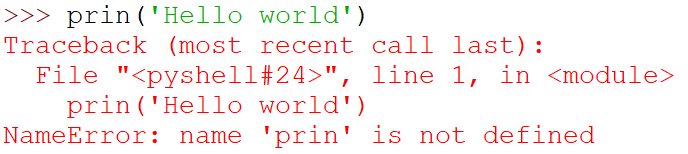 >>> prin('Hello world')
Traceback (most recent call last):
  File "<pyshell#24>", line 1, in <module>
    prin('Hello world')
NameError: name 'prin' is not defined